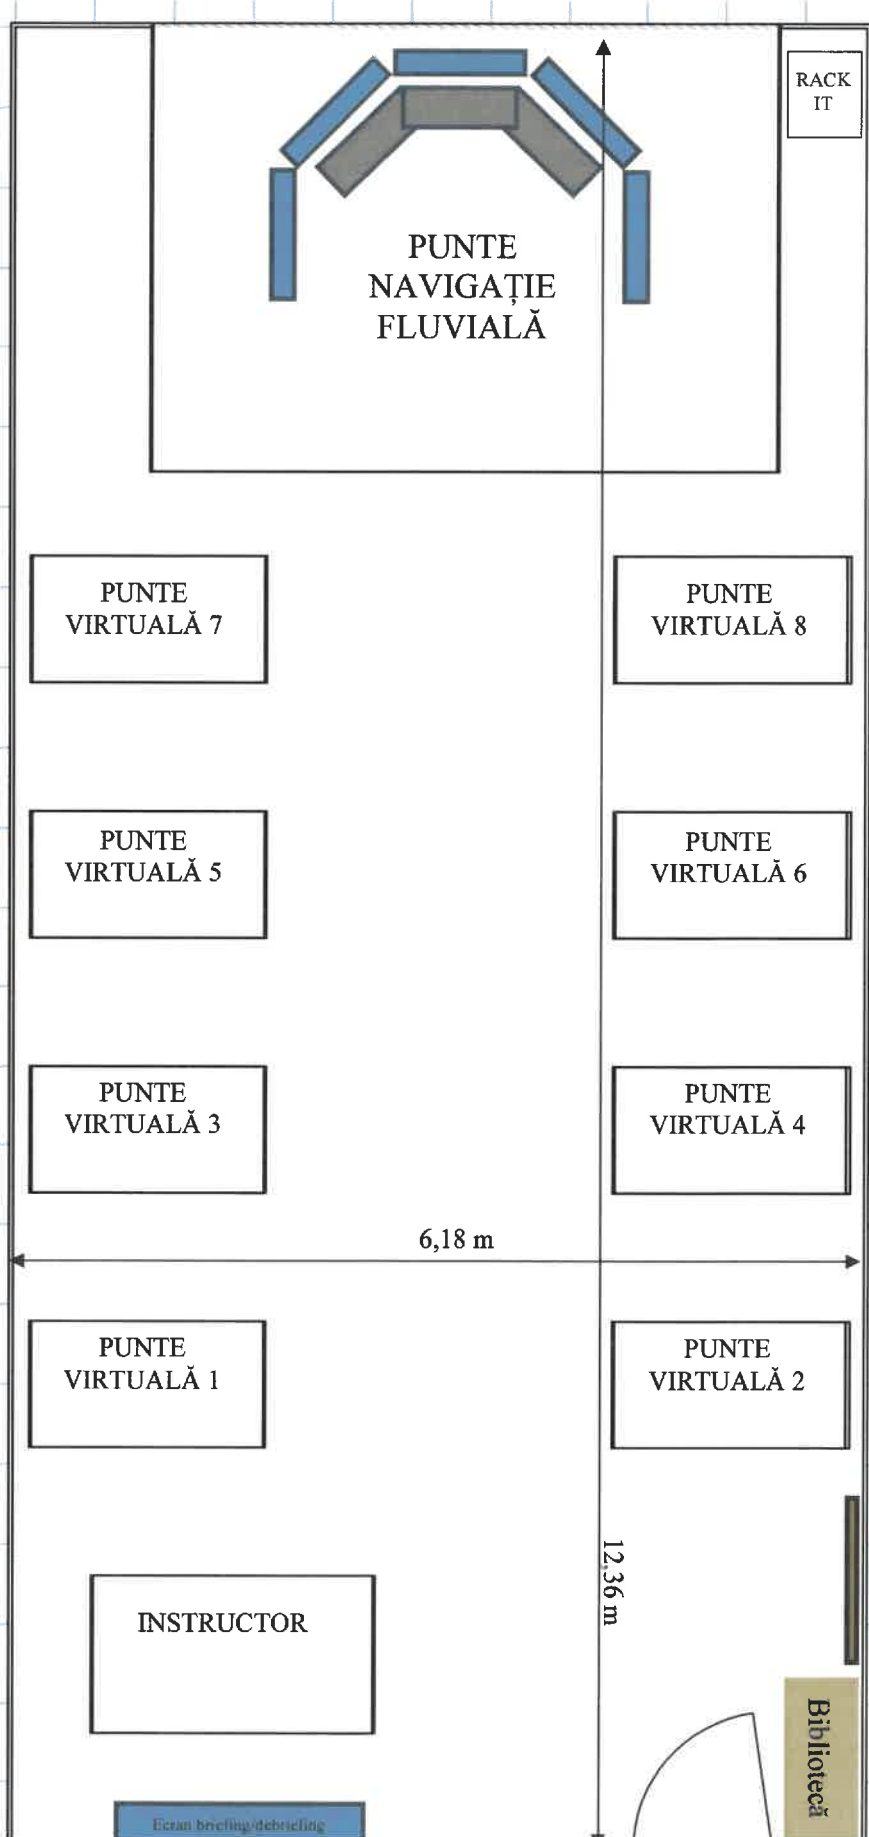 RACK
IT
PUNTE
NAVIGAȚIE
FLUVIALĂ
PUNTE
VIRTUALĂ 7
PUNTE
VIRTUALĂ 8
PUNTE
VIRTUALĂ 5
PUNTE
VIRTUALĂ 6
PUNTE
VIRTUALĂ 3
PUNTE
VIRTUALĂ 4
6,18 m
PUNTE
VIRTUALĂ 1
PUNTE
VIRTUALĂ 2
12,36 m
INSTRUCTOR
Bibliotecă
Ecran briefing/debriefing